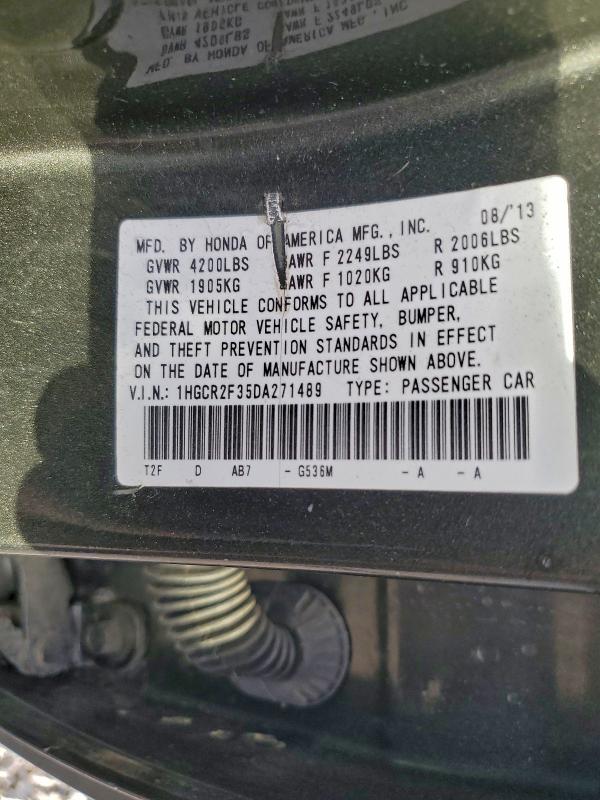 MFD. BY HONDA OF AMERICA MFG., INC. 08/'13
GVWR 4200LBS GAWR F 2249LBS R 2006LBS
GVWR 1905KG GAWR F 1020KG R 910KG
THIS VEHICLE CONFORMS TO ALL APPLICABLE
FEDERAL MOTOR VEHICLE SAFETY, BUMPER,
AND THEFT PREVENTION STANDARDS IN EFFECT
ON THE DATE OF MANUFACTURE SHOWN ABOVE.
V.I.N.: 1HGCR2F35DA271489 TYPE: PASSENGER CAR
T2F D AB7 - G536M - A - A